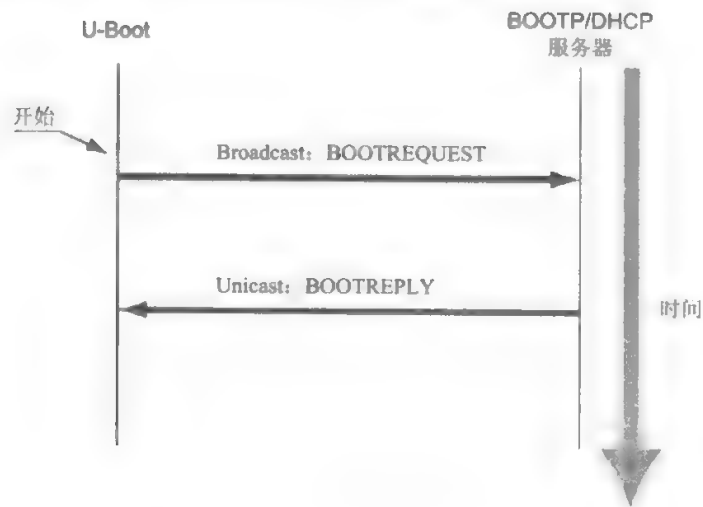 U-Boot
BOOTP/DHCP
服务器
开始
Broadcast: BOOTREQUEST
Unicast: BOOTREPLY
时间